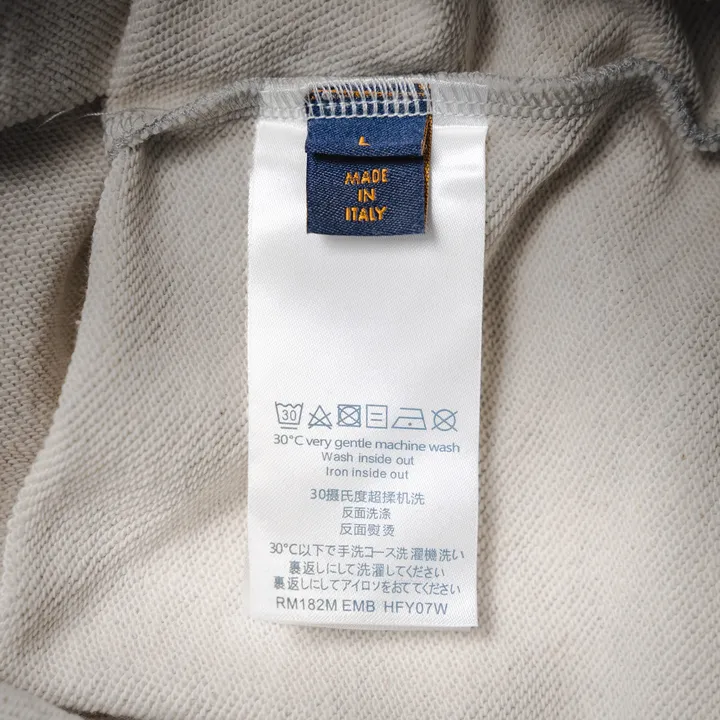 L
MADE
IN
ITALY
30
30°C very gentle machine wash
Wash inside out
Iron inside out
30摄氏度超揉机洗
反面洗涤
反面熨烫
30°C以下で手洗コース洗濯機洗い
裏返しにして洗濯してください
裏返しにしてアイロソをおててください
RM182M EMB HFY07W